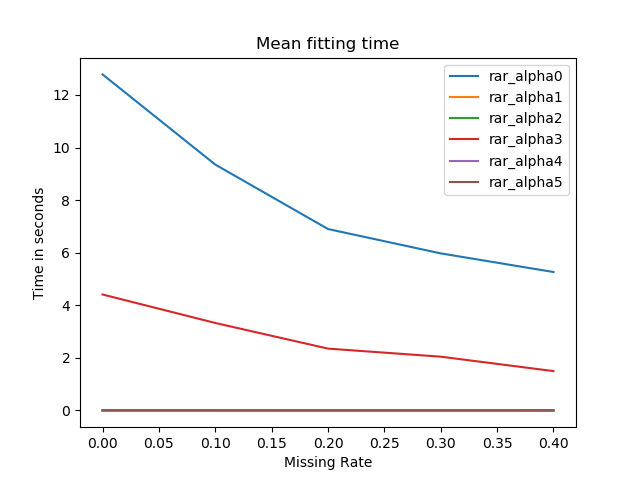 Mean fitting time
rar_alpha0
rar_alpha1
rar_alpha2
rar_alpha3
rar_alpha4
rar_alpha5
Time in seconds
12
10
8
6
4
2
0
0.00 0.05 0.10 0.15 0.20 0.25 0.30 0.35 0.40
Missing Rate